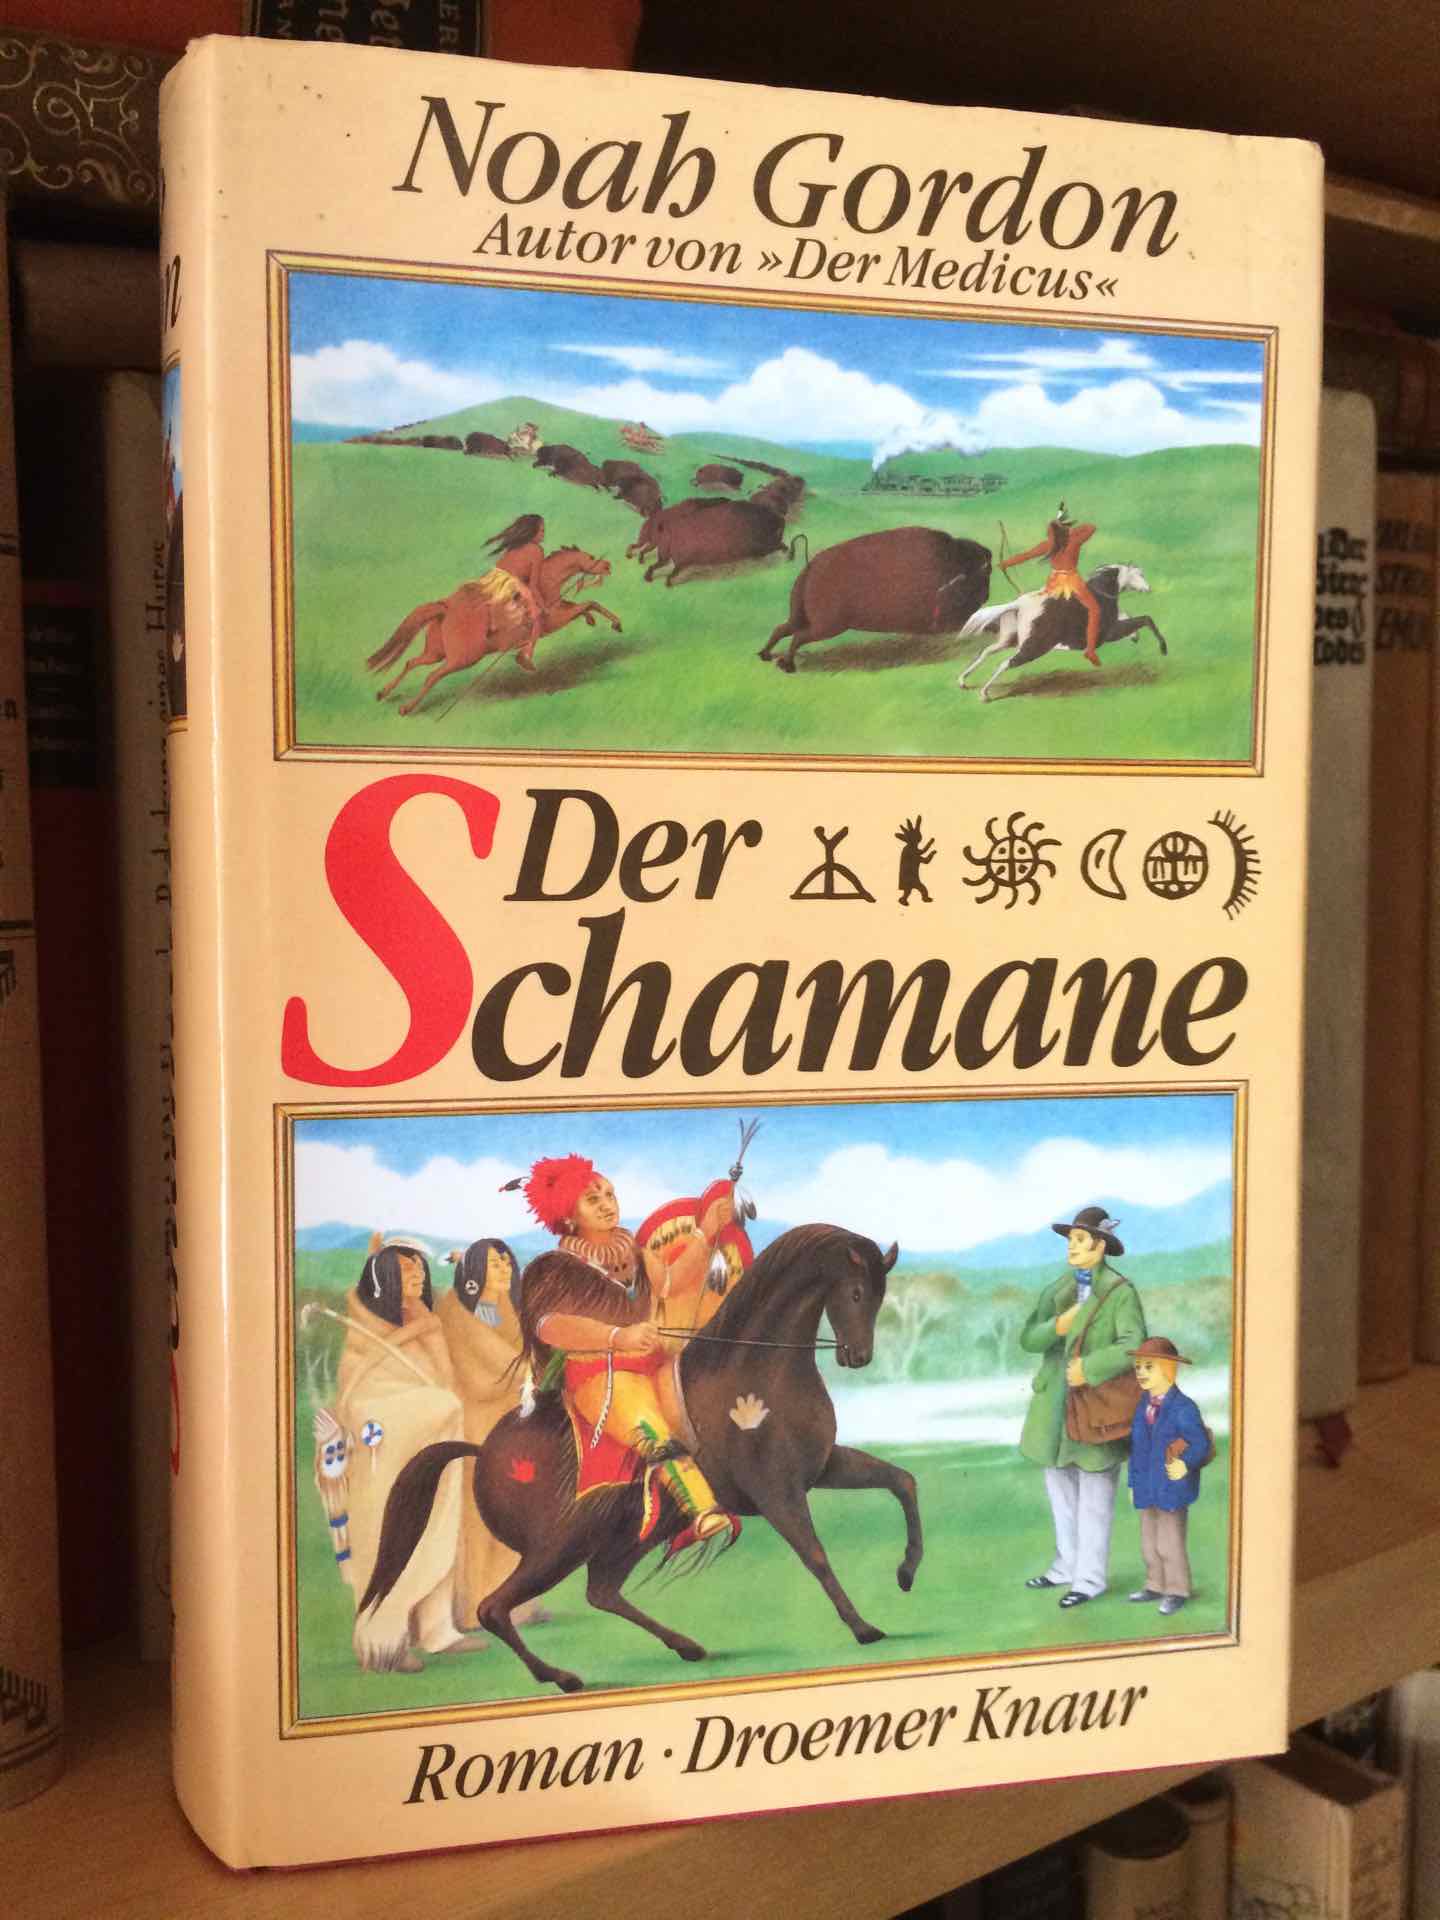 Noah Gordon
Autor von »Der Medicus«
Der
Schamane
Roman · Droemer Knaur